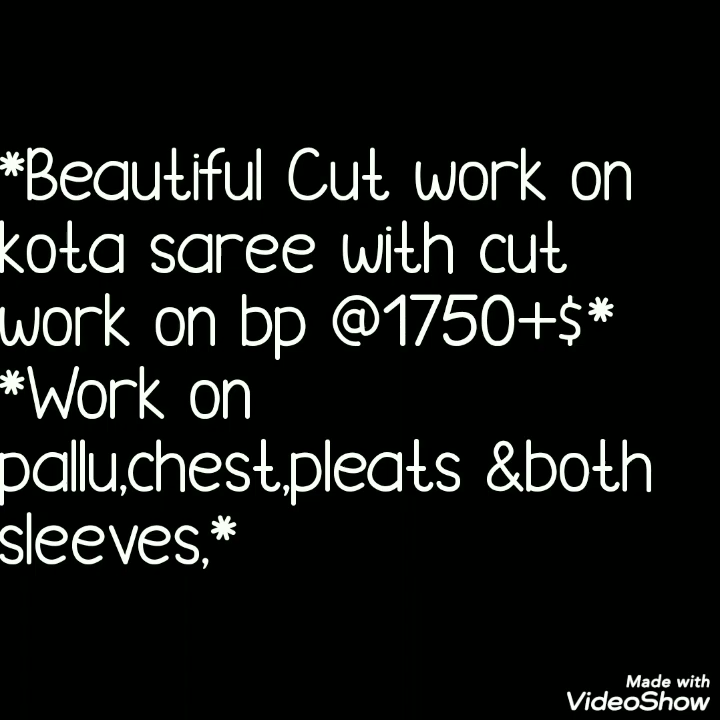 *Beautiful Cut work on
kota saree with cut
work on bp @1750+$*
*Work on
pallu,chest,pleats &both
sleeves,*
Made with
VideoShow